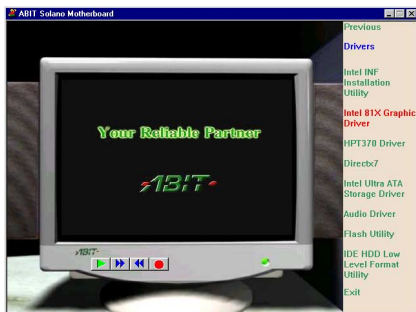 ABIT Solano Motherboard
Your Reliable Partner
ABIT
ABIT
Previous
Drivers
Intel INF
Installation
Utility
Intel 81X Graphic
Driver
HPT370 Driver
Directx7
Intel Ultra ATA
Storage Driver
Audio Driver
Flash Utility
IDE HDD Low
Level Format
Utility
Exit